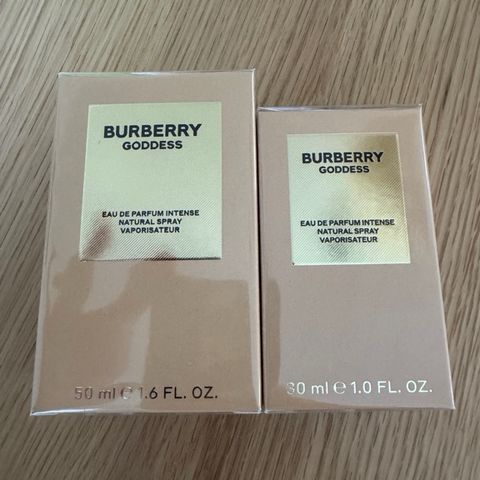 BURBERRY
GODDESS
EAU DE PARFUM INTENSE
NATURAL SPRAY
VAPORISATEUR
50 ml ℮ 1.6 FL. OZ.
BURBERRY
GODDESS
EAU DE PARFUM INTENSE
NATURAL SPRAY
VAPORISATEUR
30 ml ℮ 1.0 FL. OZ.